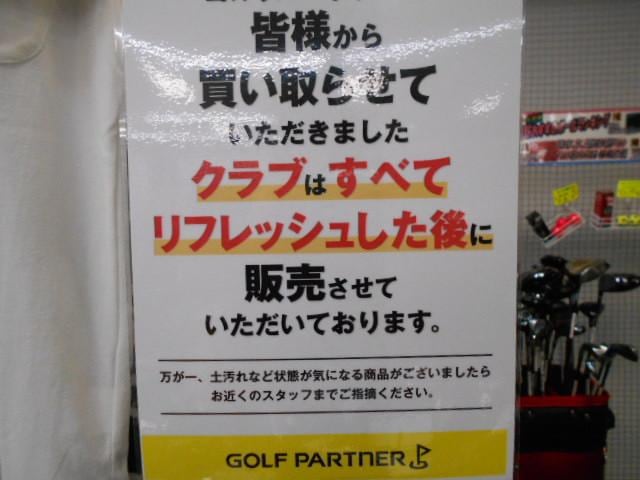 皆様から
買い取らせて
いただきました
クラブはすべて
リフレッシュした後に
販売させて
いただいております。
万が一、土汚れなど状態が気になる商品がございましたら
お近くのスタッフまでご指摘ください。
GOLF PARTNER